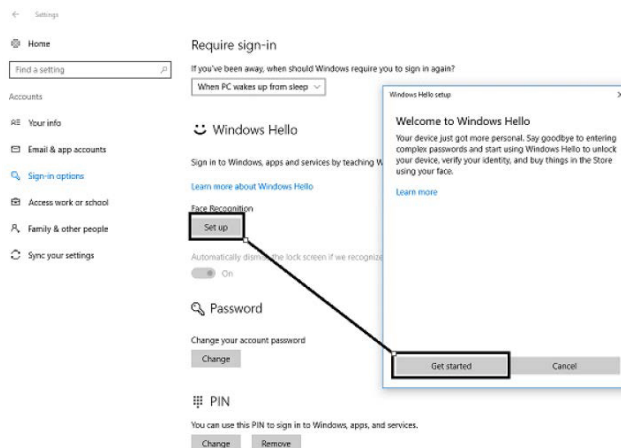 Settings
Home
Find a setting
Accounts
Your info
Email & app accounts
Sign-in options
Access work or school
Family & other people
Sync your settings
Require sign-in
If you've been away, when should Windows require you to sign in again?
When PC wakes up from sleep
Windows Hello
Sign in to Windows, apps and services by teaching W
Learn more about Windows Hello
Face Recognition
Set up
Automatically dismiss the lock screen if we recognize
On
Password
Change your account password
Change
PIN
You can use this PIN to sign in to Windows, apps, and services.
Change Remove
Windows Hello setup
Welcome to Windows Hello
Your device just got more personal. Say goodbye to entering
complex passwords and start using Windows Hello to unlock
your device, verify your identity, and buy things in the Store
using your face.
Learn more
Get started Cancel